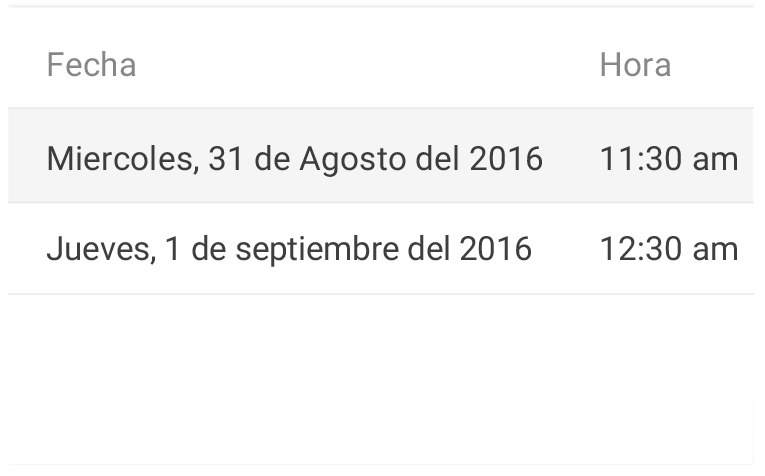 Fecha Hora
Miercoles, 31 de Agosto del 2016 11:30 am
Jueves, 1 de septiembre del 2016 12:30 am